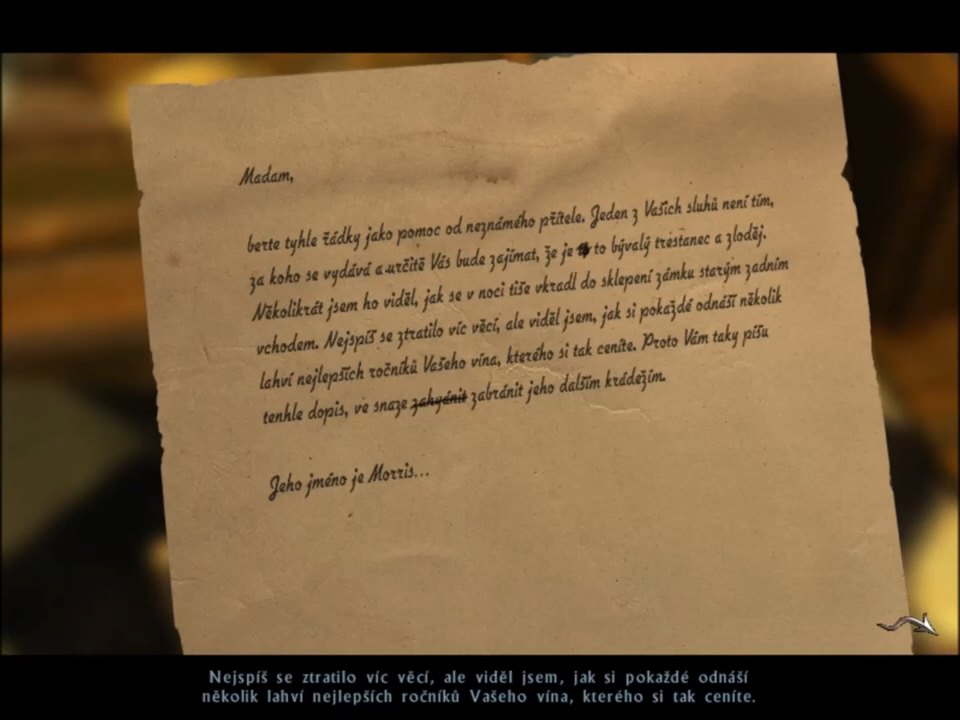 Madam,
berte tyhle řádky jako pomoc od neznámého přítele. Jeden z Vašich sluhů není tím,
za koho se vydává a určitě Vás bude zajímat, že je to bývalý trestanec a zloděj.
Několikrát jsem ho viděl, jak se v noci tiše vkradl do sklepení zámku starým zadním
vchodem. Nejspíš se ztratilo víc věcí, ale viděl jsem, jak si pokaždé odnáší několik
lahví nejlepších ročníků Vašeho vína, kterého si tak ceníte. Proto Vám taky píšu
tenhle dopis, ve snaze zahyánit zabránit jeho dalším krádežím.
Jeho jméno je Morris...
Nejspíš se ztratilo víc věcí, ale viděl jsem, jak si pokaždé odnáší
několik lahví nejlepších ročníků Vašeho vína, kterého si tak ceníte.